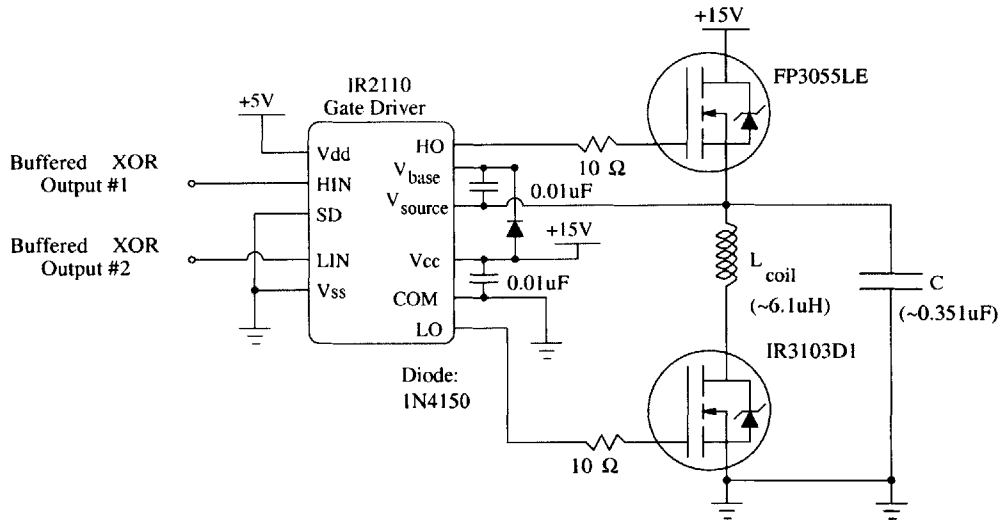 +15V
FP3055LE
IR2110
Gate Driver
+5V
Buffered XOR
Output #1
Vdd
HIN
SD
LIN
Vss
HO
Vbase
Vsource
Vcc
COM
LO
10 Ω
0.01uF
+15V
0.01uF
Buffered XOR
Output #2
L coil
(~6.1uH)
C
(~0.351uF)
IR3103D1
Diode:
1N4150
10 Ω